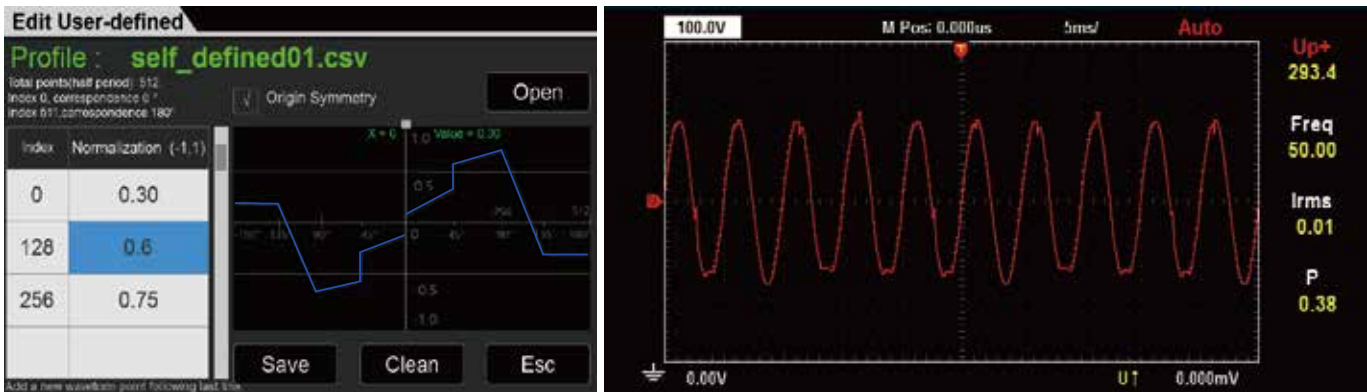 Edit User-defined
Profile : self_defined01.csv
Total points(half period) 512
Index 0, correspondence 0 °
Index 511,correspondence 180°
√ Origin Symmetry
Open
Index Normalization (-1,1)
0 0.30
128 0.6
256 0.75
X = 0 Value = 0.30
1.0
0.5
0
45°
-0.5
-1.0
Save Clean Esc
Add a new waveform point following last line
100.0V M Pos: 0.000us 5ms/ Auto
Up+
293.4
Freq
50.00
Irms
0.01
P
0.38
0.00V U↑ 0.000mV